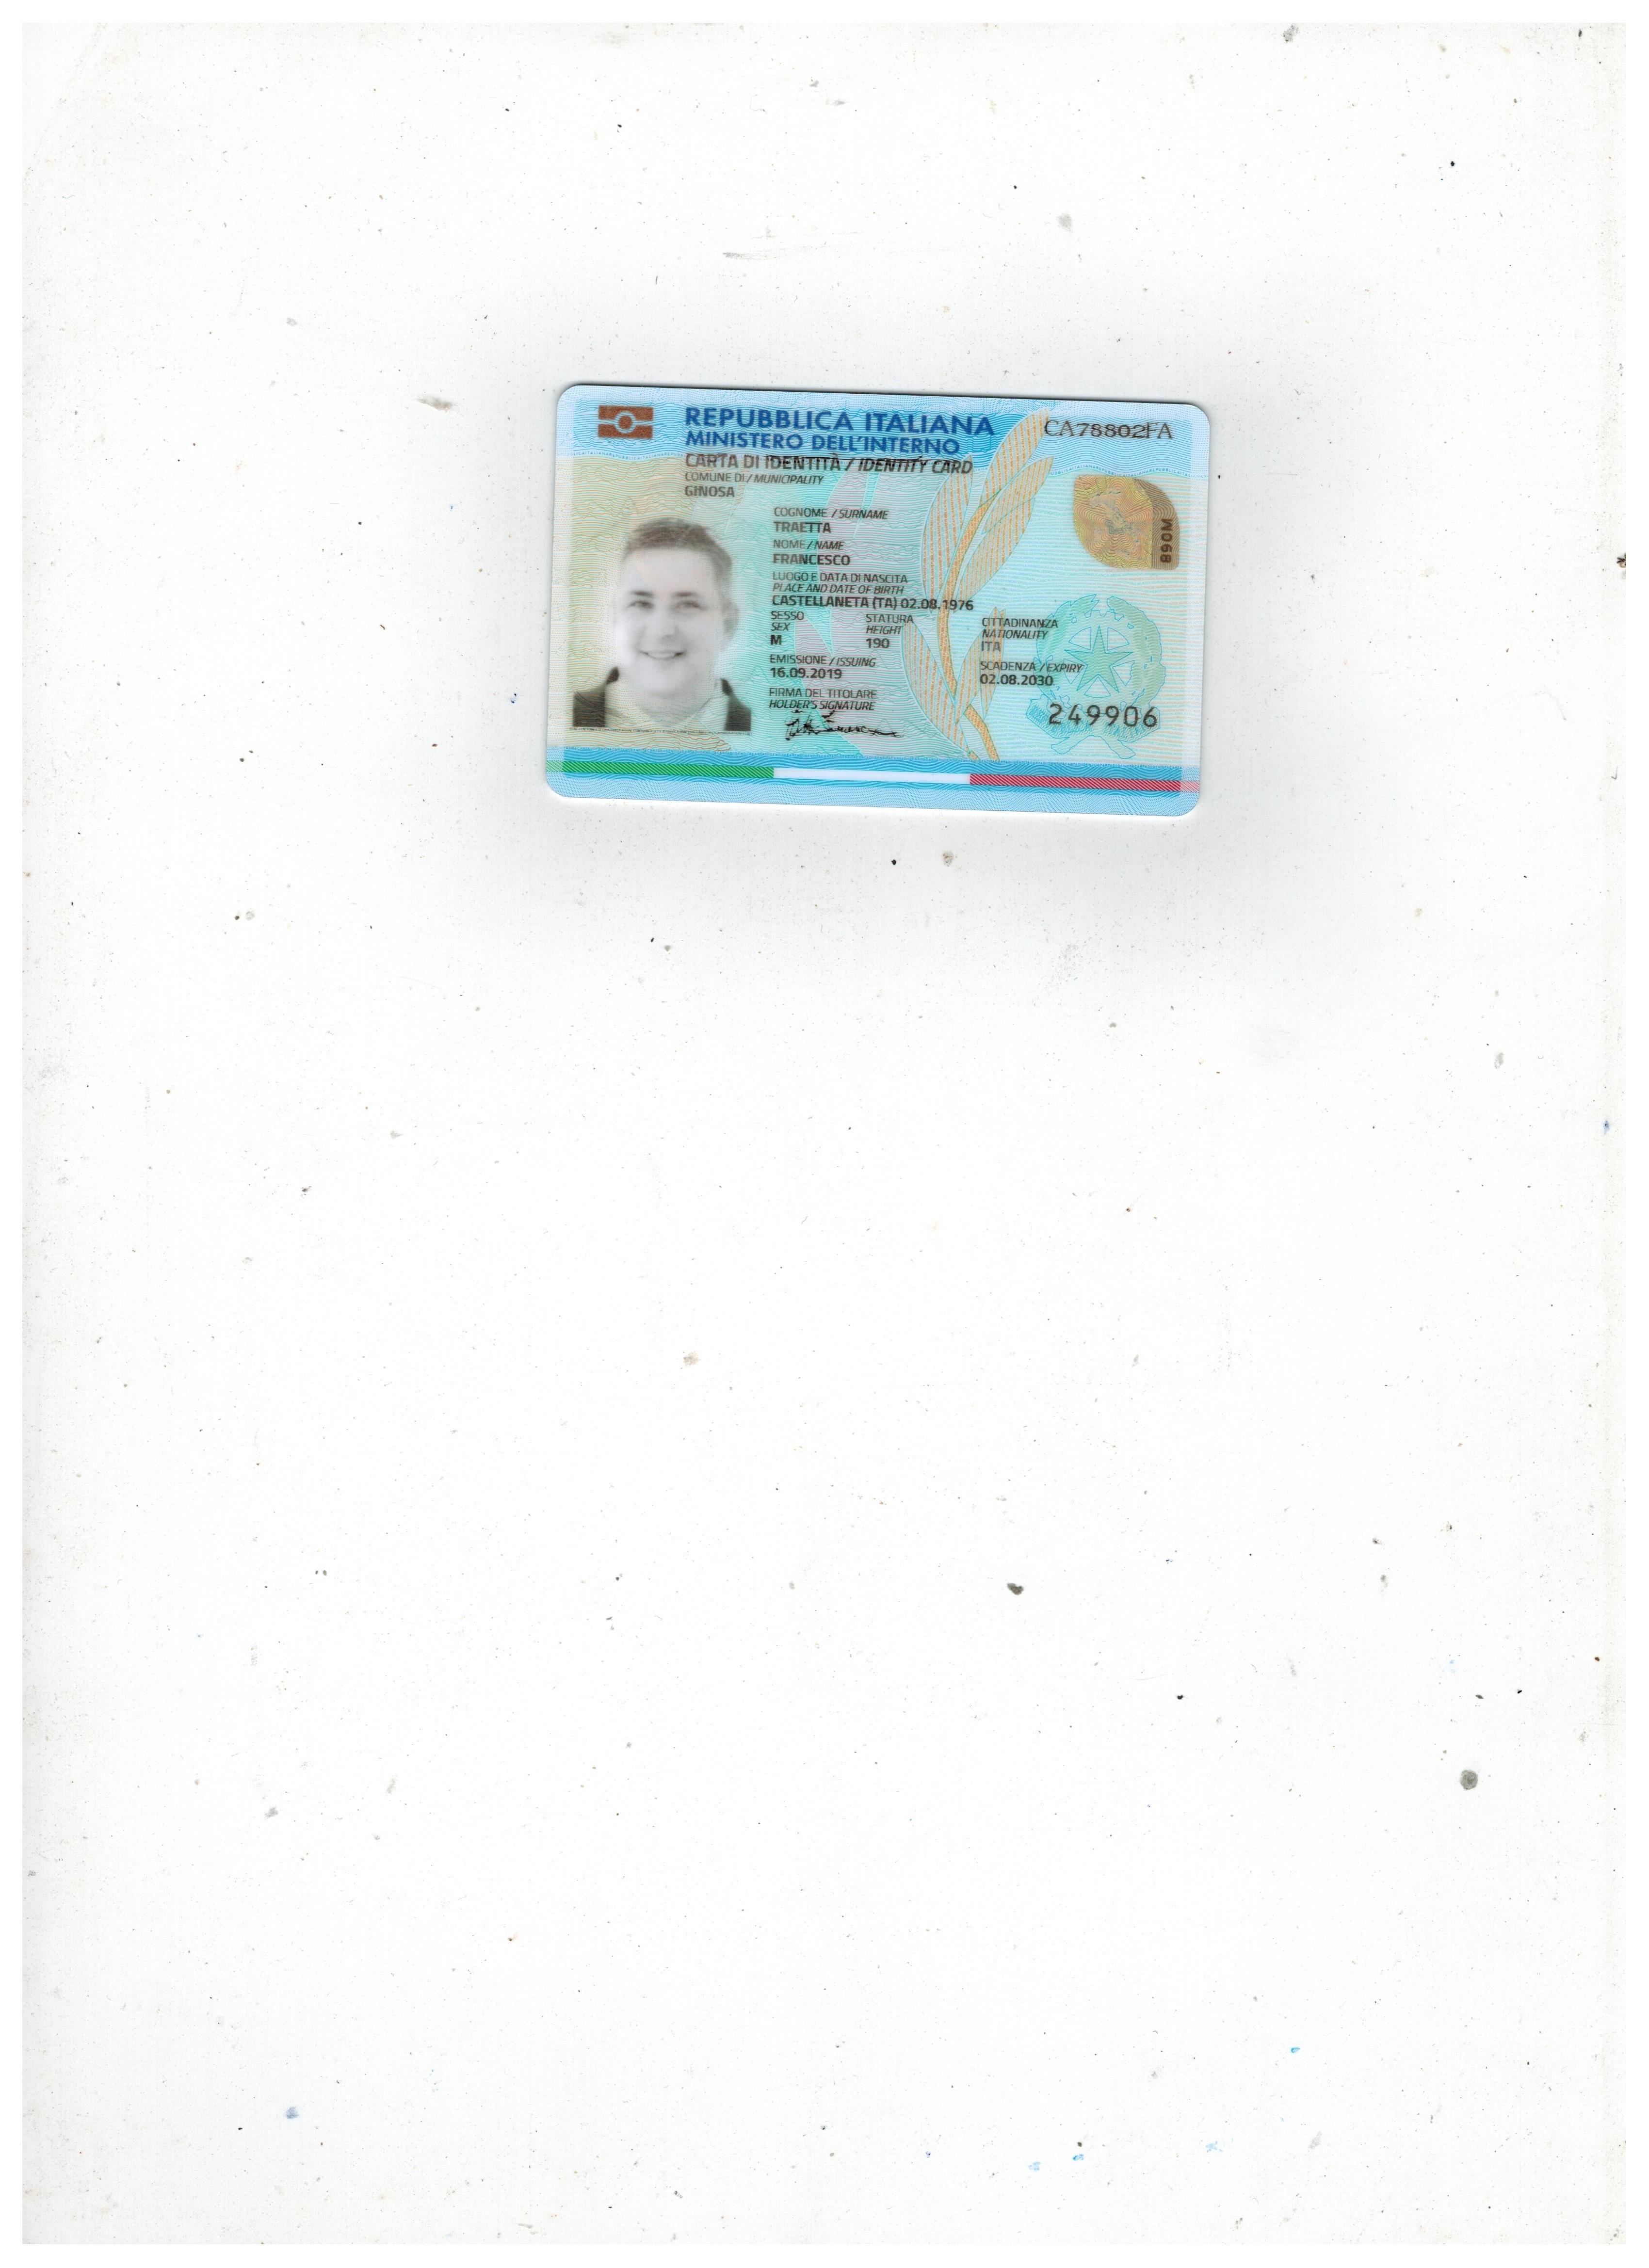 REPUBBLICA ITALIANA
MINISTERO DELL'INTERNO
CA78802FA
CARTA DI IDENTITÀ / IDENTITY CARD
COMUNE DI / MUNICIPALITY
GINOSA
COGNOME / SURNAME
TRAETTA
NOME / NAME
FRANCESCO
LUOGO E DATA DI NASCITA
PLACE AND DATE OF BIRTH
CASTELLANETA (TA) 02.08.1976
SESSO
SEX
M
STATURA
HEIGHT
190
CITTADINANZA
NATIONALITY
ITA
EMISSIONE / ISSUING
16.09.2019
SCADENZA / EXPIRY
02.08.2030
FIRMA DEL TITOLARE
HOLDER'S SIGNATURE
249906